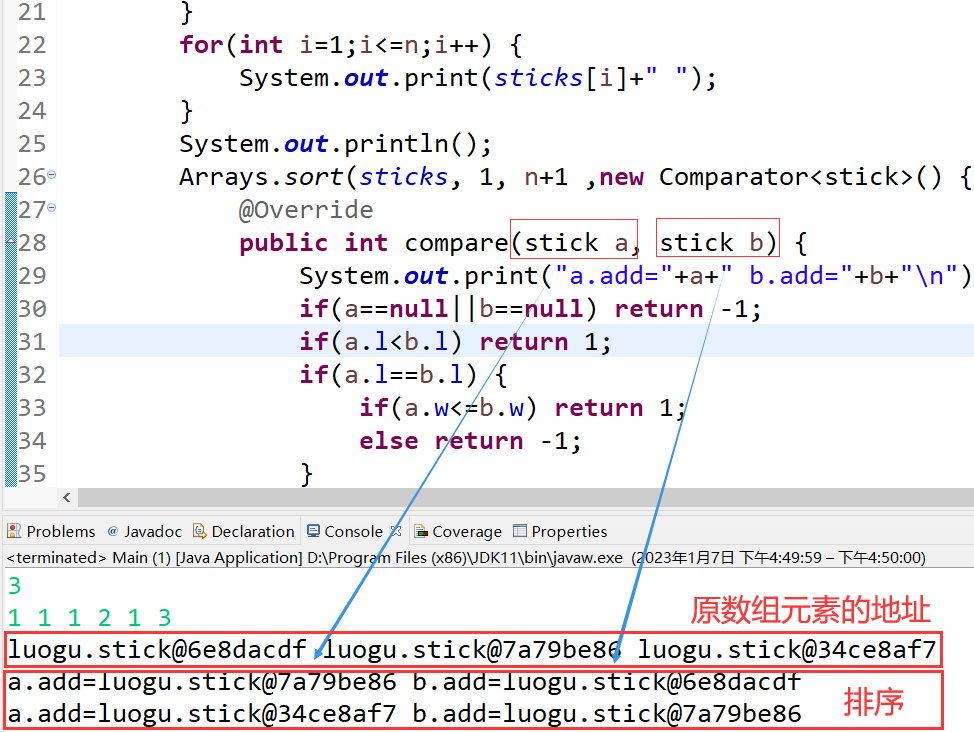 21 }
22 for(int i=1;i<=n;i++) {
23 System.out.print(sticks[i]+" ");
24 }
25 System.out.println();
26 Arrays.sort(sticks, 1, n+1 ,new Comparator<stick>() {
27 @Override
28 public int compare(stick a, stick b) {
29 System.out.print("a.add="+a+" b.add="+b+"\n")
30 if(a==null||b==null) return -1;
31 if(a.l<b.l) return 1;
32 if(a.l==b.l) {
33 if(a.w<=b.w) return 1;
34 else return -1;
35 }
Problems @ Javadoc Declaration Console Coverage Properties
<terminated> Main (1) [Java Application] D:\Program Files (x86)\JDK11\bin\javaw.exe (2023年1月7日 下午4:49:59 – 下午4:50:00)
3
1 1 1 2 1 3
原数组元素的地址
luogu.stick@6e8dacdf luogu.stick@7a79be86 luogu.stick@34ce8af7
a.add=luogu.stick@7a79be86 b.add=luogu.stick@6e8dacdf
a.add=luogu.stick@34ce8af7 b.add=luogu.stick@7a79be86
排序